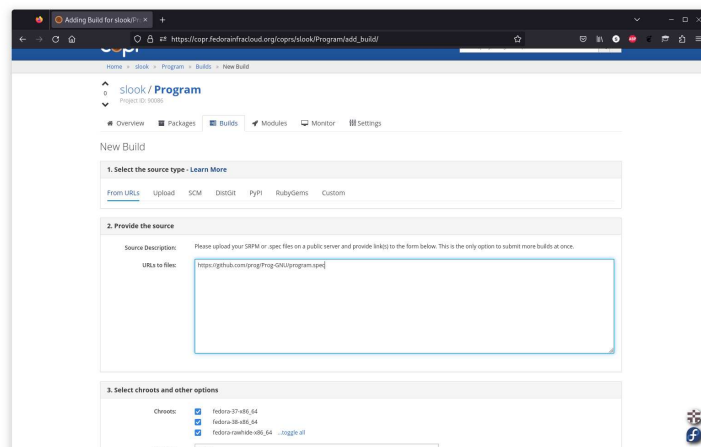 Adding Build for slook/Pro
https://copr.fedorainfracloud.org/coprs/slook/Program/add_build/
Home » slook » Program » Builds » New Build
0
slook / Program
Project ID: 90086
Overview Packages Builds Modules Monitor Settings
New Build
1. Select the source type - Learn More
From URLs Upload SCM DistGit PyPI RubyGems Custom
2. Provide the source
Source Description: Please upload your SRPM or .spec files on a public server and provide link(s) to the form below. This is the only option to submit more builds at once.
URLs to files: https://github.com/prog/Prog-GNU/program.spec
3. Select chroots and other options
Chroots: fedora-37-x86_64
fedora-38-x86_64
fedora-rawhide-x86_64 ...toggle all